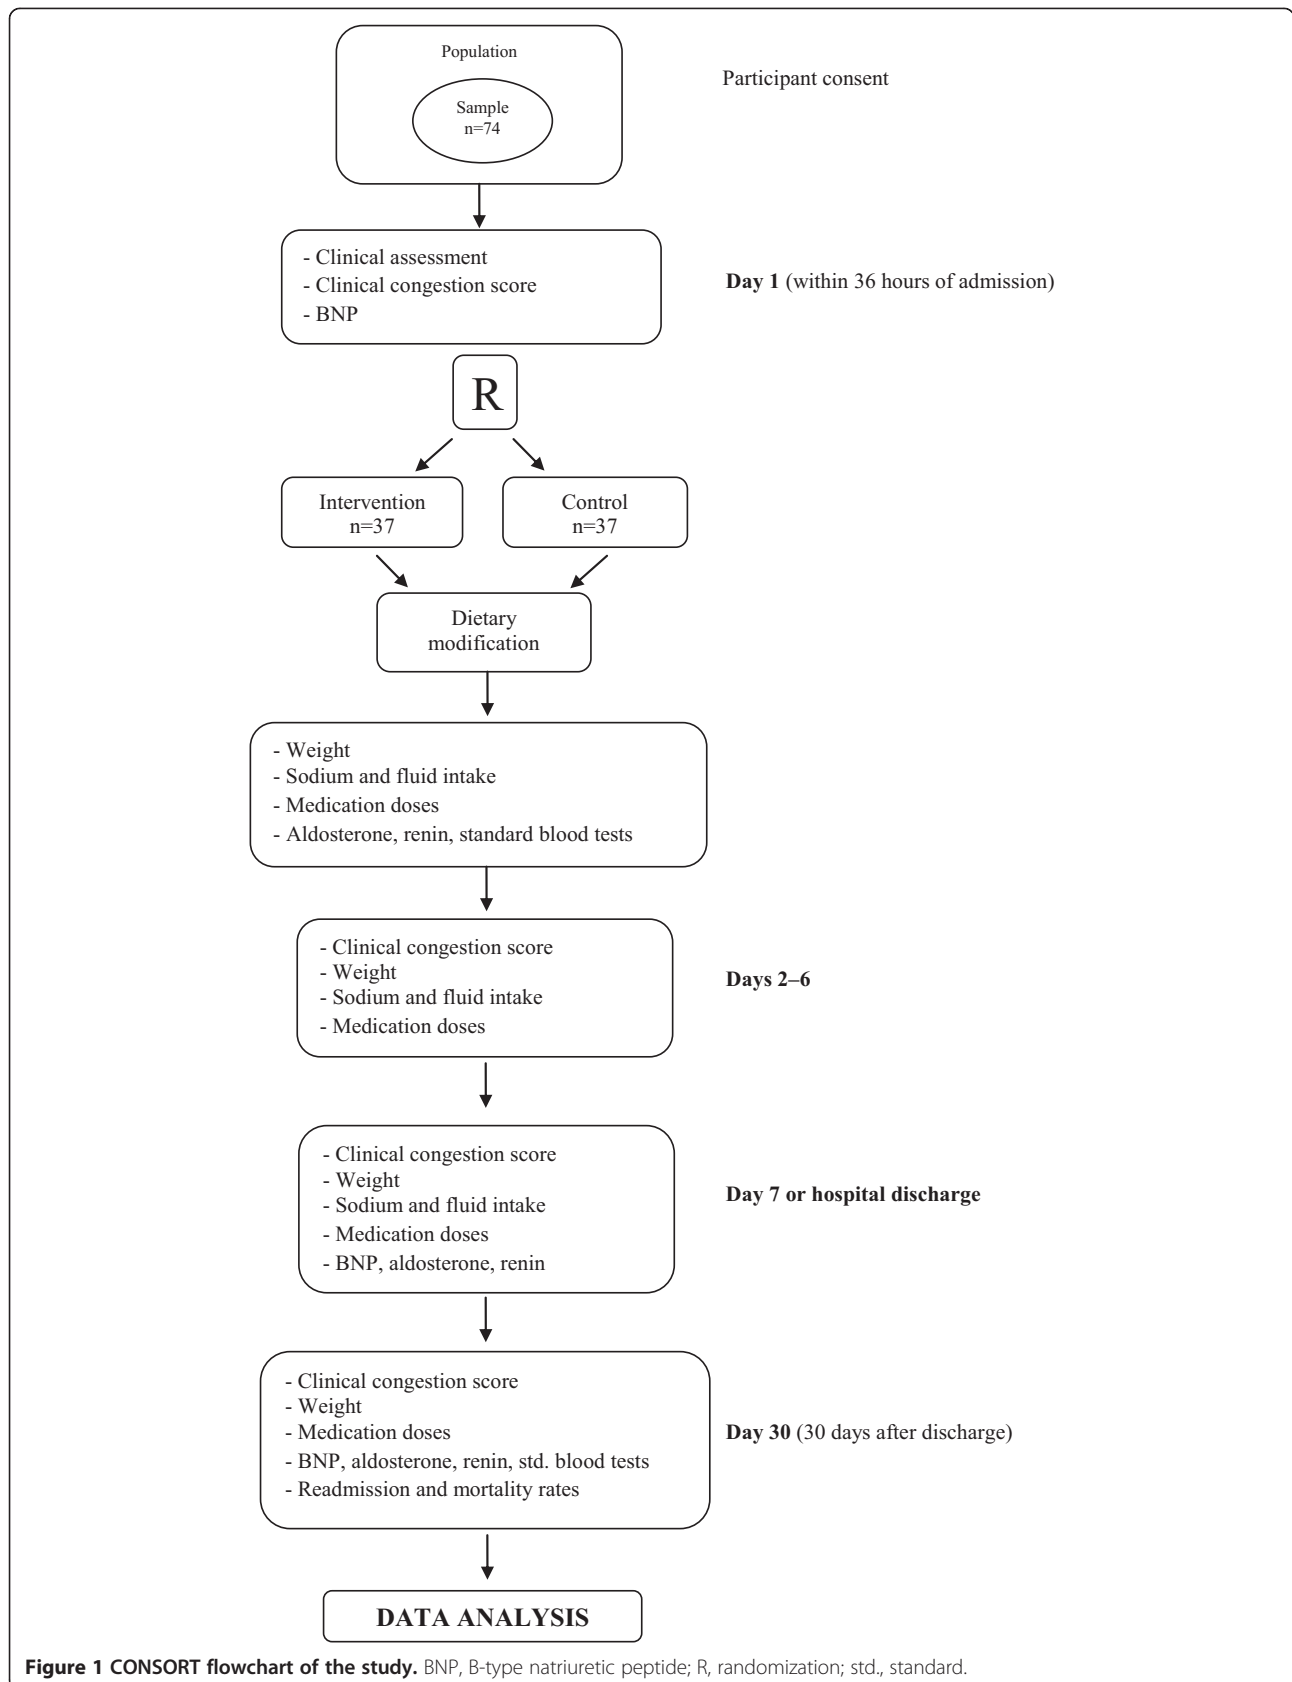 Population
Sample
n=74
Participant consent
- Clinical assessment
- Clinical congestion score
- BNP
Day 1 (within 36 hours of admission)
R
Intervention
n=37
Control
n=37
Dietary
modification
- Weight
- Sodium and fluid intake
- Medication doses
- Aldosterone, renin, standard blood tests
- Clinical congestion score
- Weight
- Sodium and fluid intake
- Medication doses
Days 2–6
- Clinical congestion score
- Weight
- Sodium and fluid intake
- Medication doses
- BNP, aldosterone, renin
Day 7 or hospital discharge
- Clinical congestion score
- Weight
- Medication doses
- BNP, aldosterone, renin, std. blood tests
- Readmission and mortality rates
Day 30 (30 days after discharge)
DATA ANALYSIS
Figure 1 CONSORT flowchart of the study. BNP, B-type natriuretic peptide; R, randomization; std., standard.